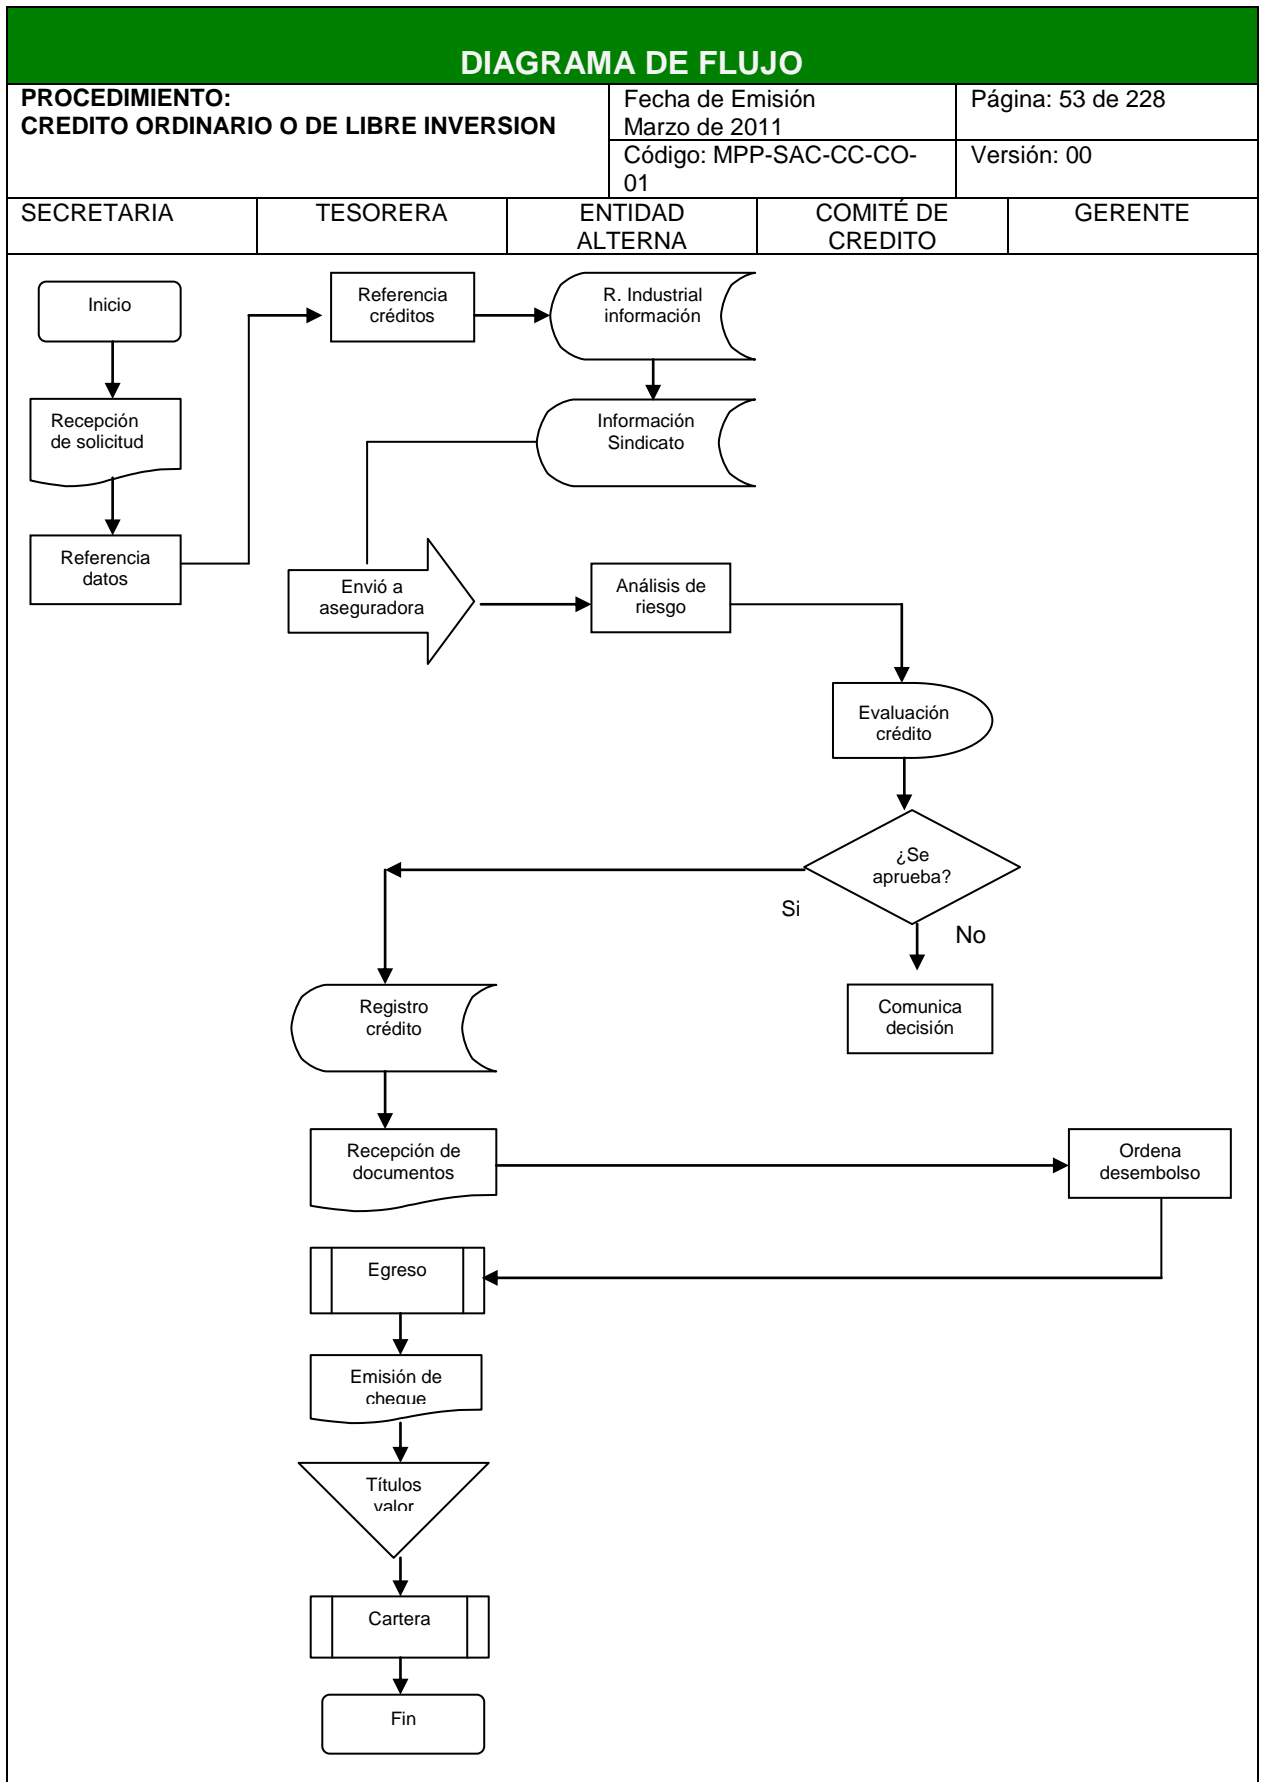 DIAGRAMA DE FLUJO
PROCEDIMIENTO:
CREDITO ORDINARIO O DE LIBRE INVERSION
Fecha de Emisión
Marzo de 2011
Página: 53 de 228
Código: MPP-SAC-CC-CO-
01
Versión: 00
SECRETARIA
TESORERA
ENTIDAD
ALTERNA
COMITÉ DE
CREDITO
GERENTE
Inicio
Referencia
créditos
R. Industrial
información
Recepción
de solicitud
Información
Sindicato
Referencia
datos
Envió a
aseguradora
Análisis de
riesgo
Evaluación
crédito
¿Se
aprueba?
Si
No
Registro
crédito
Comunica
decisión
Recepción de
documentos
Ordena
desembolso
Egreso
Emisión de
cheque
Títulos
valor
Cartera
Fin